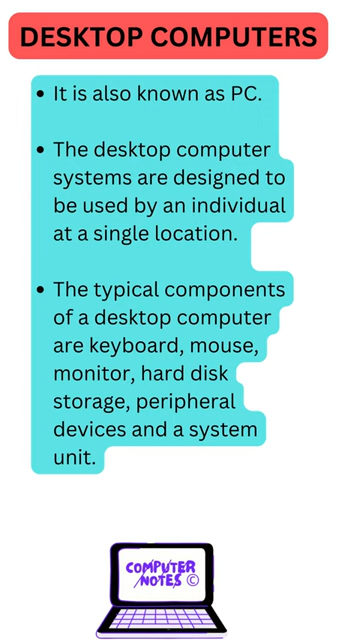 DESKTOP COMPUTERS
• It is also known as PC.
• The desktop computer
systems are designed to
be used by an individual
at a single location.
• The typical components
of a desktop computer
are keyboard, mouse,
monitor, hard disk
storage, peripheral
devices and a system
unit.
COMPUTER
NOTES ©